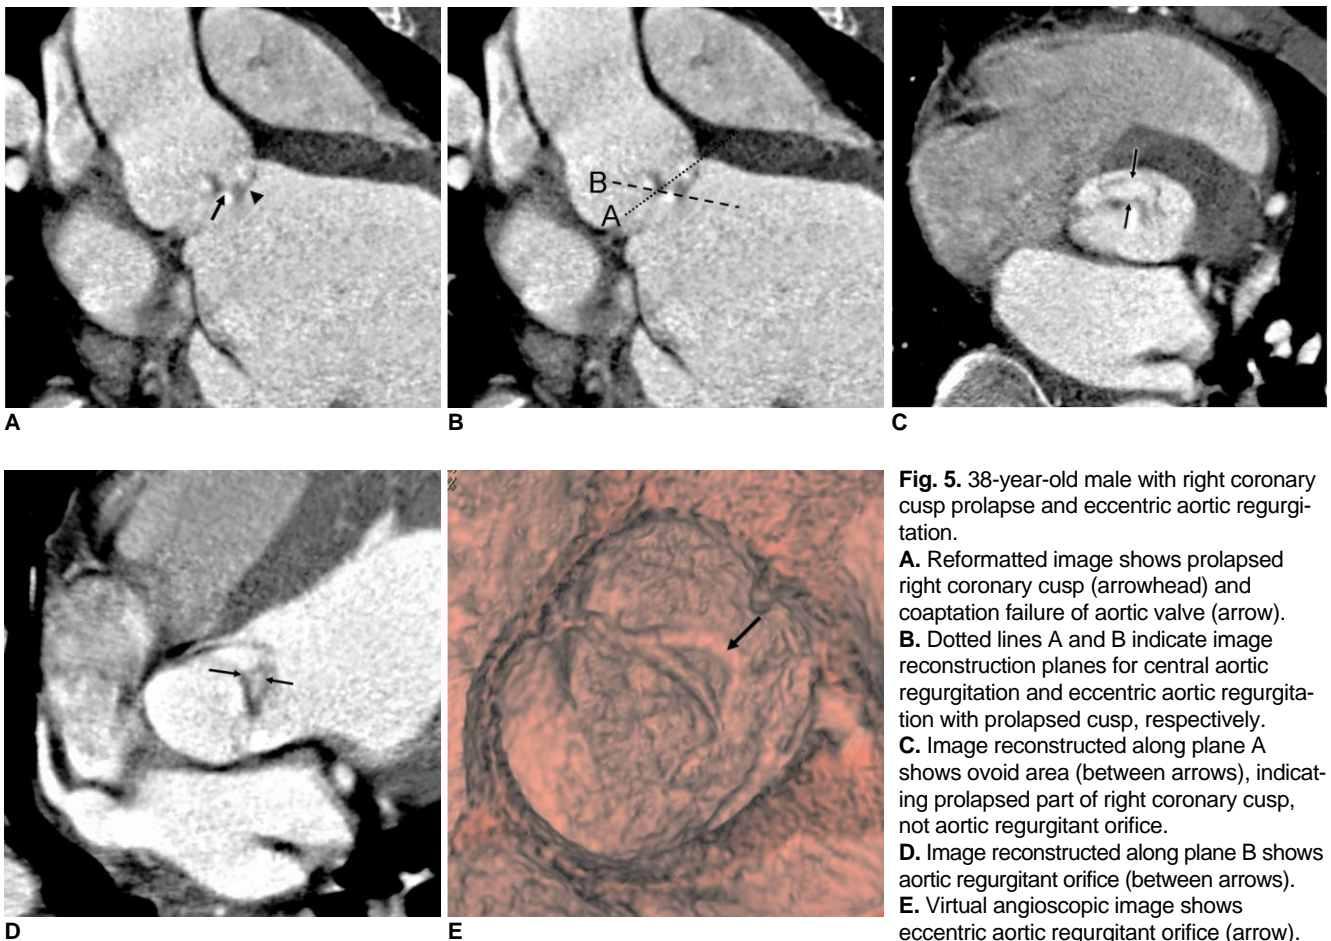 B
A
A
B
C
D
E
Fig. 5. 38-year-old male with right coronary
cusp prolapse and eccentric aortic regurgi-
tation.
A. Reformatted image shows prolapsed
right coronary cusp (arrowhead) and
coaptation failure of aortic valve (arrow).
B. Dotted lines A and B indicate image
reconstruction planes for central aortic
regurgitation and eccentric aortic regurgita-
tion with prolapsed cusp, respectively.
C. Image reconstructed along plane A
shows ovoid area (between arrows), indicat-
ing prolapsed part of right coronary cusp,
not aortic regurgitant orifice.
D. Image reconstructed along plane B shows
aortic regurgitant orifice (between arrows).
E. Virtual angioscopic image shows
eccentric aortic regurgitant orifice (arrow).